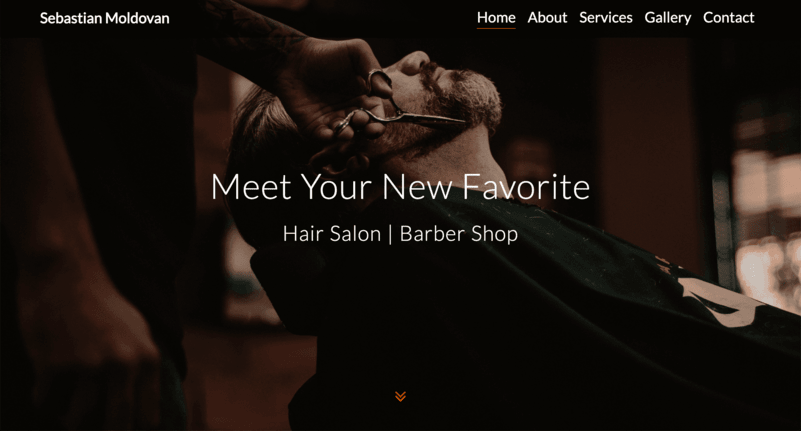 Sebastian Moldovan
Home About Services Gallery Contact
Meet Your New Favorite
Hair Salon | Barber Shop